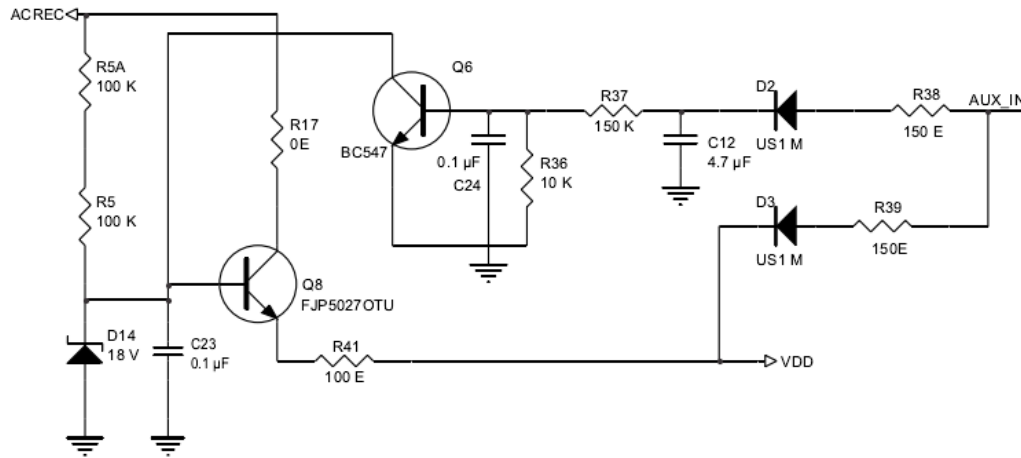 ACREC
R5A
100 K
R5
100 K
D14
18 V
C23
0.1 µF
R17
0E
Q8
FJP5027OTU
R41
100 E
VDD
Q6
BC547
0.1 µF
C24
R36
10 K
R37
150 K
C12
4.7 µF
D2
US1 M
R38
150 E
AUX_IN
D3
US1 M
R39
150E